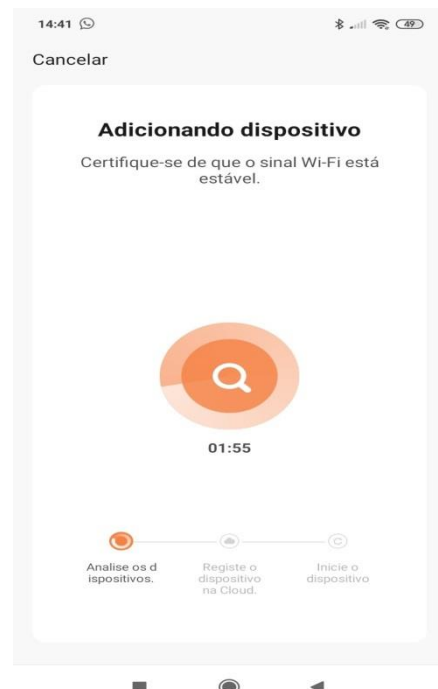 14:41
49
Cancelar
Adicionando dispositivo
Certifique-se de que o sinal Wi-Fi está
estável.
01:55
Analise os d
ispositivos.
Registe o
dispositivo
na Cloud.
Inicie o
dispositivo